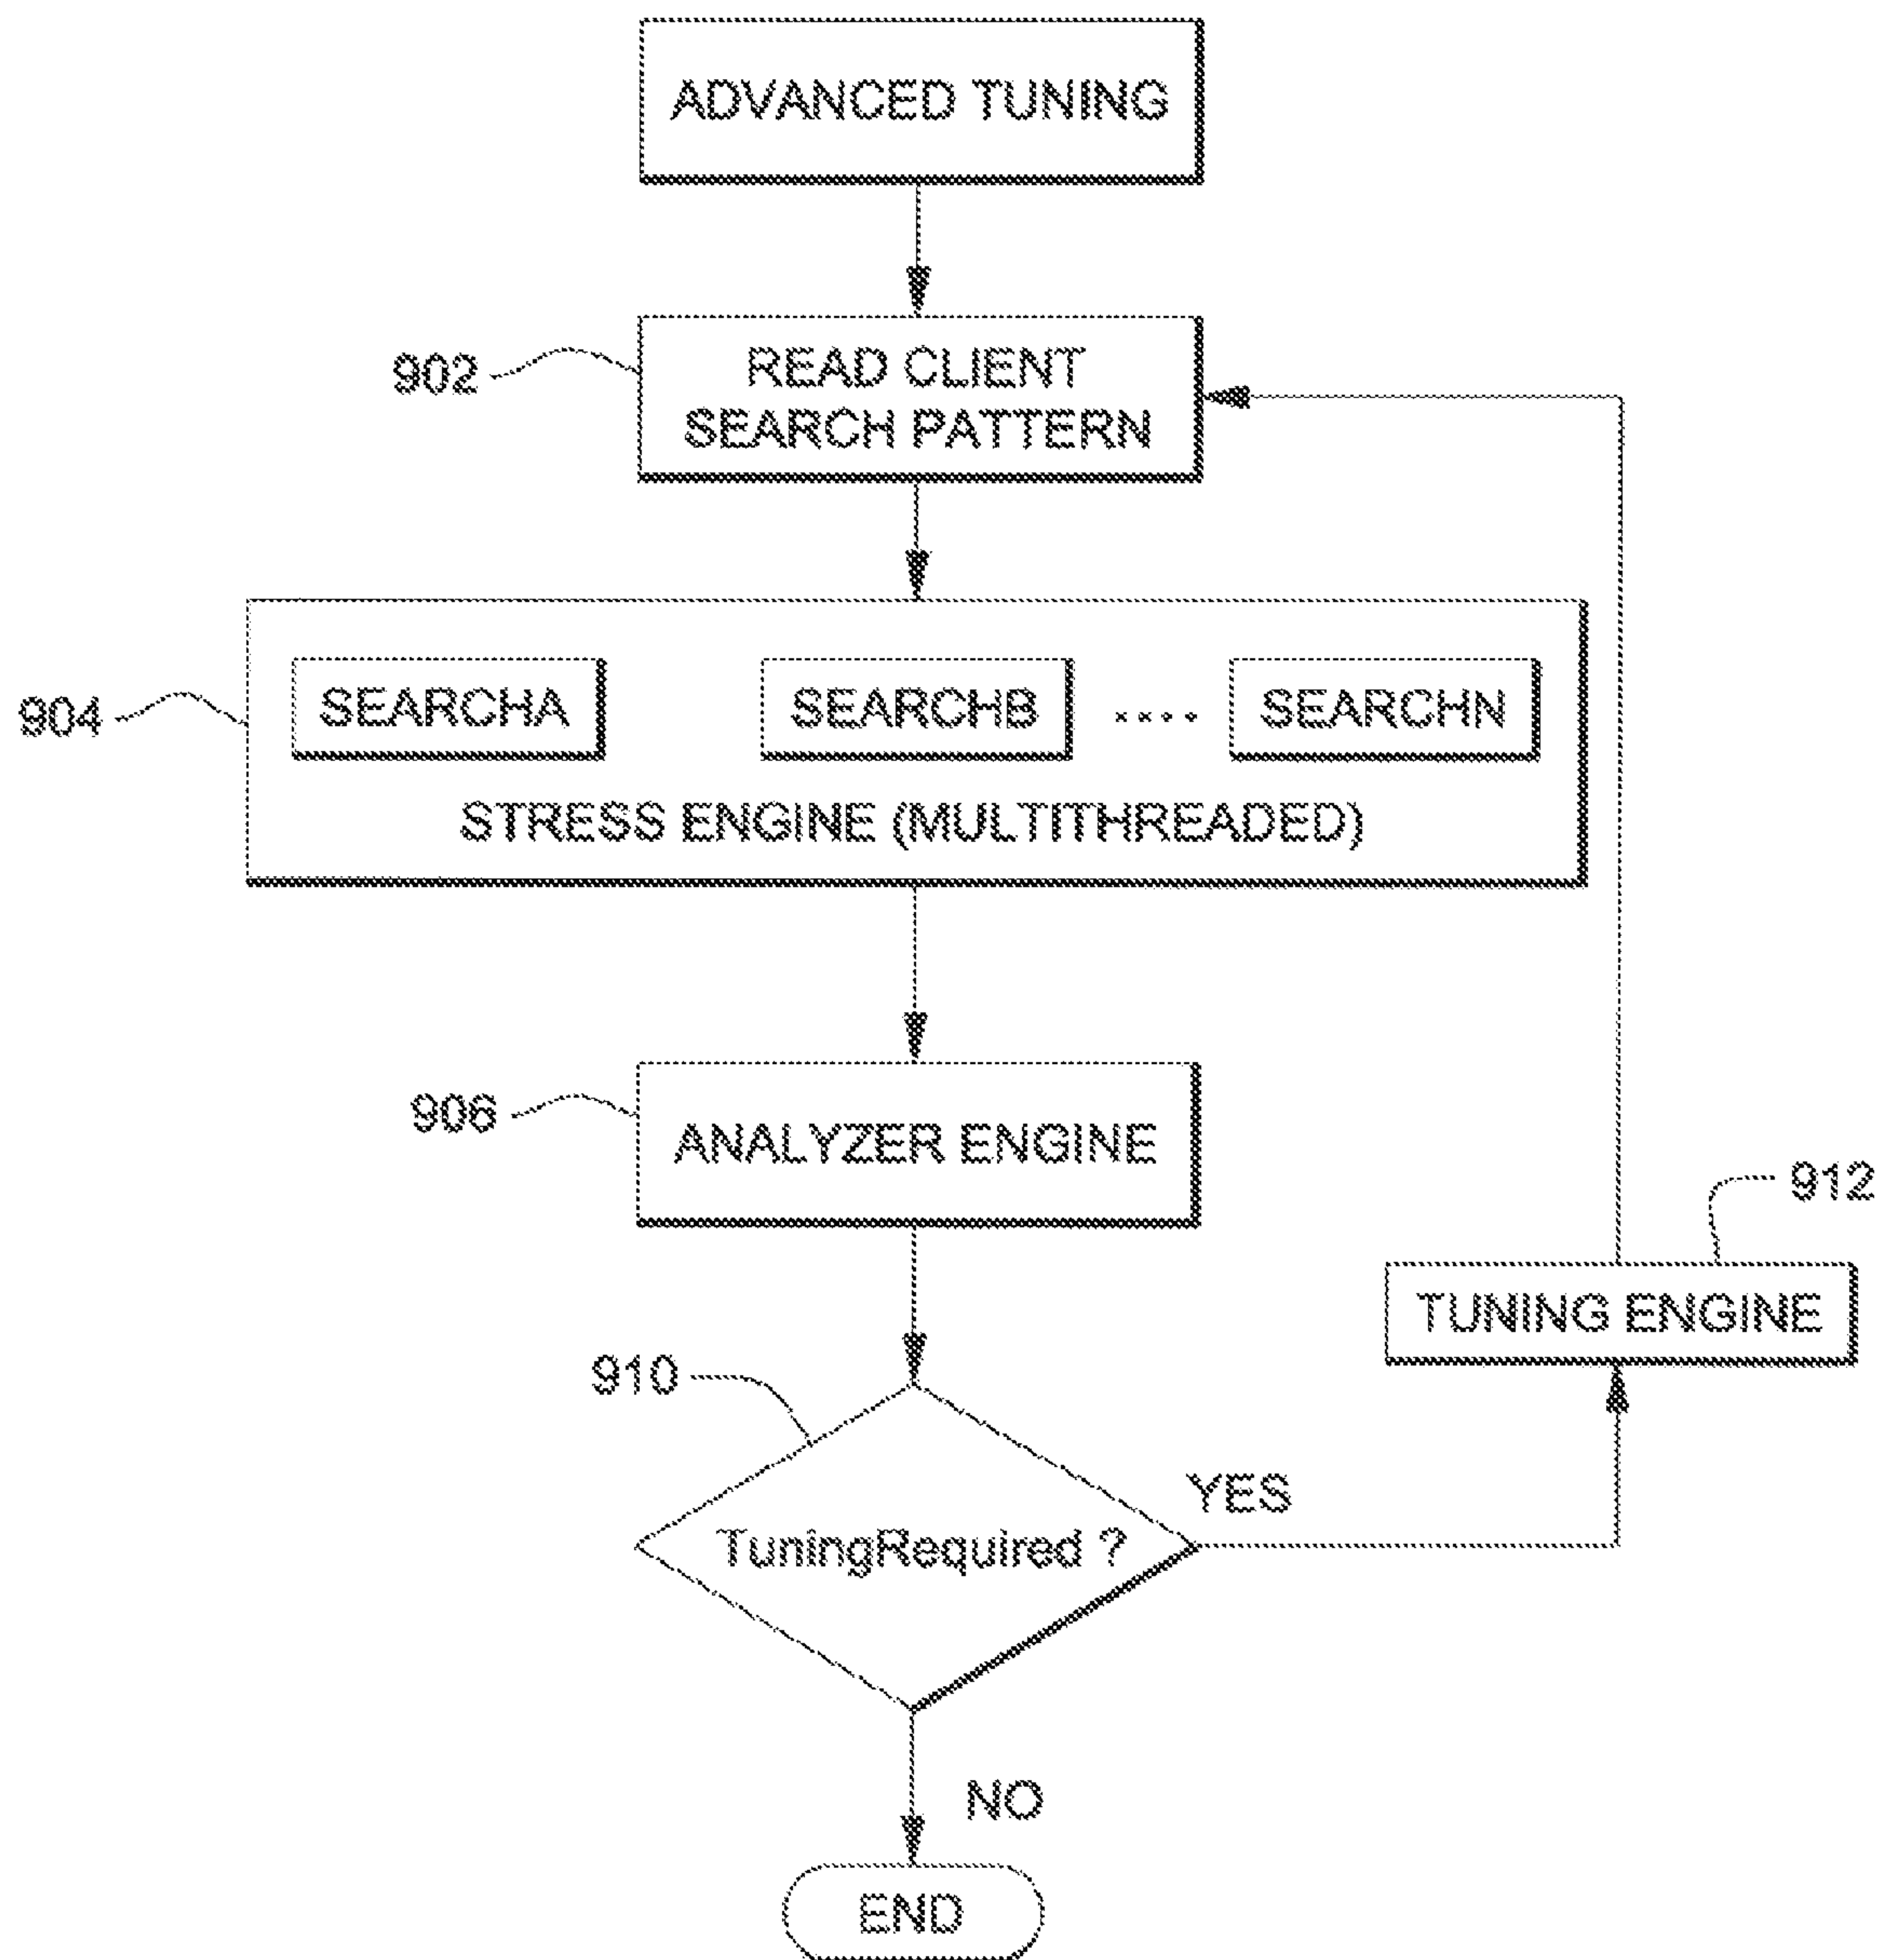 ADVANCED TUNING
902
READ CLIENT
SEARCH PATTERN
904
SEARCHA
SEARCHB
....
SEARCHN
STRESS ENGINE (MULTITHREADED)
906
ANALYZER ENGINE
912
TUNING ENGINE
910
TuningRequired ?
YES
NO
END